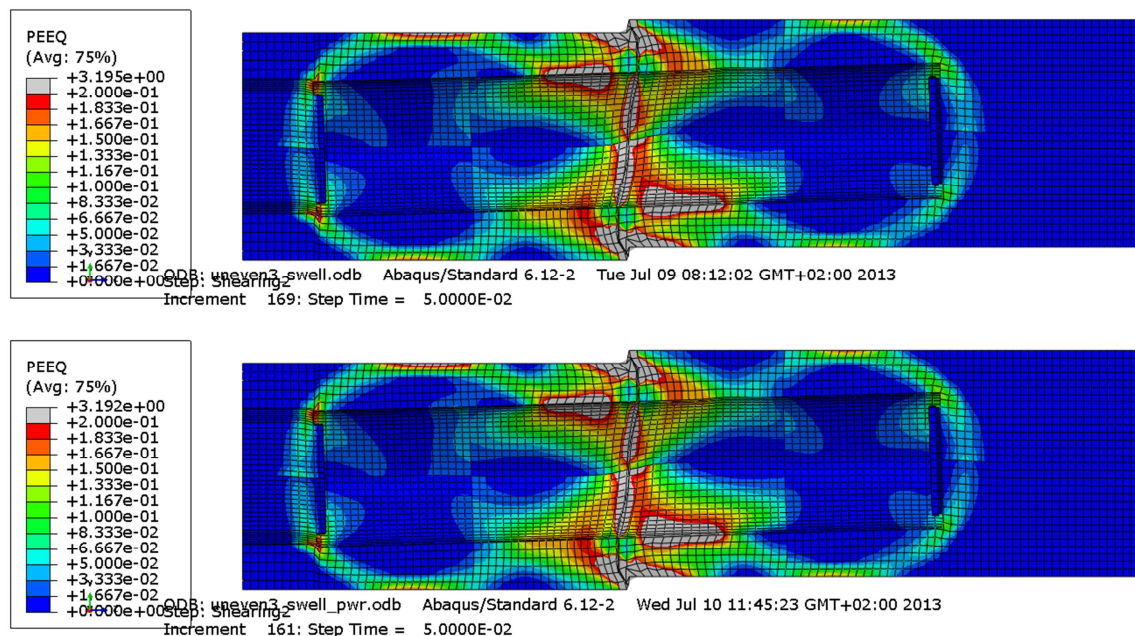 PEEQ
(Avg: 75%)
+3.195e+00
+2.000e-01
+1.833e-01
+1.667e-01
+1.500e-01
+1.333e-01
+1.167e-01
+1.000e-01
+8.333e-02
+6.667e-02
+5.000e-02
+3.333e-02
+1.667e-02
+0.000e+00
ODB: uneven3_swell.odb Abaqus/Standard 6.12-2 Tue Jul 09 08:12:02 GMT+02:00 2013
Step: Shearing2
Increment 169: Step Time = 5.0000E-02
PEEQ
(Avg: 75%)
+3.192e+00
+2.000e-01
+1.833e-01
+1.667e-01
+1.500e-01
+1.333e-01
+1.167e-01
+1.000e-01
+8.333e-02
+6.667e-02
+5.000e-02
+3.333e-02
+1.667e-02
+0.000e+00
ODB: uneven3_swell_pwr.odb Abaqus/Standard 6.12-2 Wed Jul 10 11:45:23 GMT+02:00 2013
Step: Shearing2
Increment 161: Step Time = 5.0000E-02